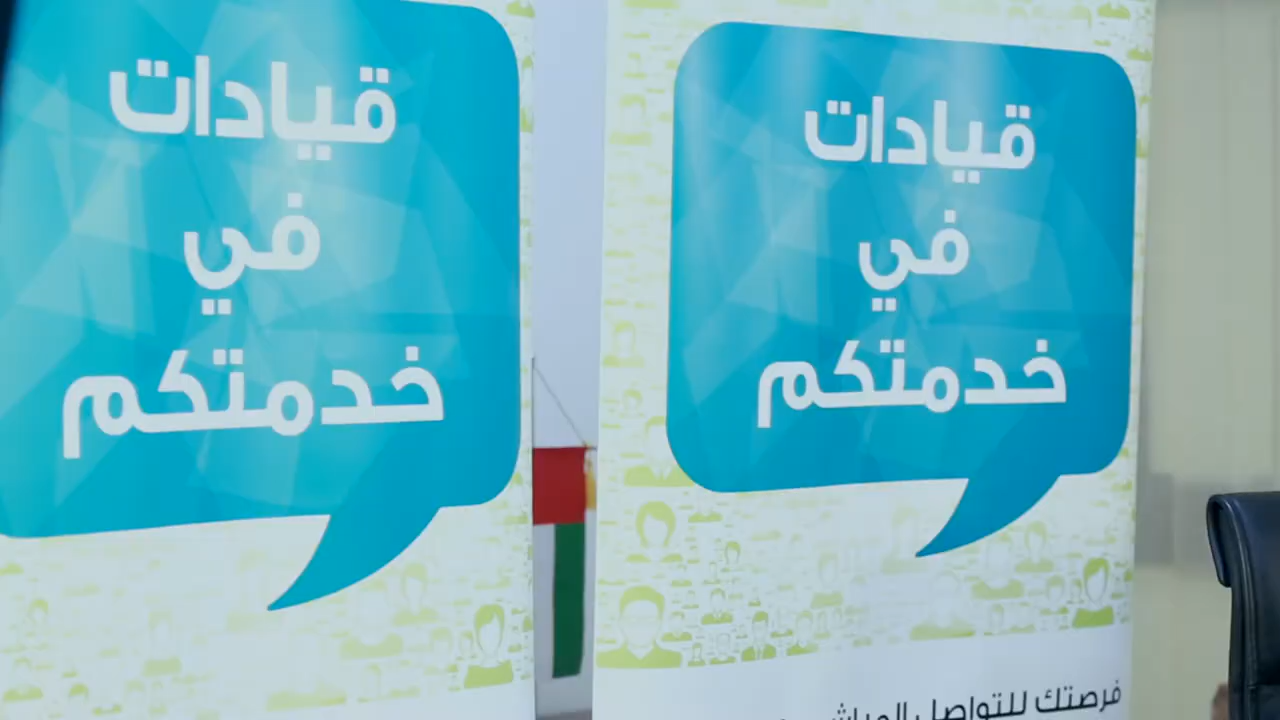 قيادات
في
خدمتكم
قيادات
في
خدمتكم
فرصتك للتواصل